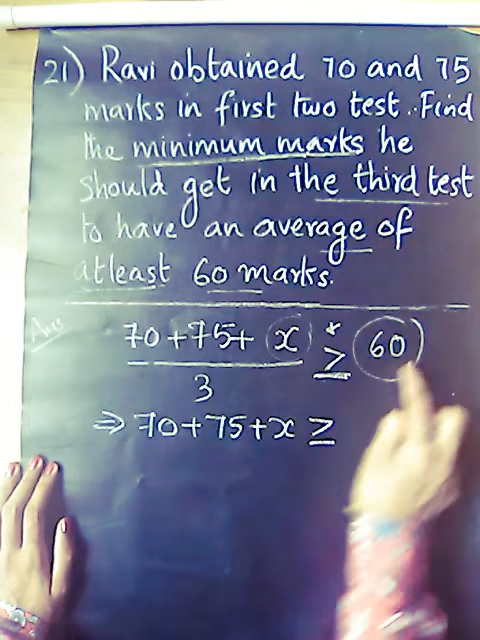 21) Ravi obtained 70 and 75
marks in first two test. Find
the minimum marks he
should get in the third test
to have an average of
atleast 60 marks.
Ans
70+75+ x * ≥ 60
3
⇒ 70+75+x ≥